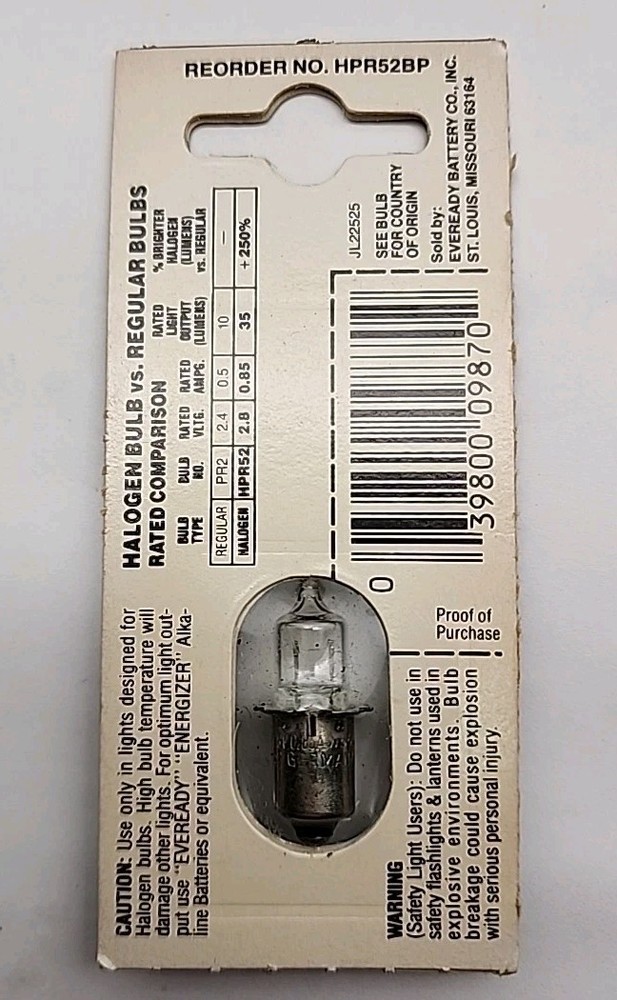 REORDER NO. HPR52BP
HALOGEN BULB vs. REGULAR BULBS
RATED COMPARISON
BULB TYPE BULB NO. RATED VLTG. RATED AMPG. RATED LIGHT OUTPUT (LUMENS) % BRIGHTER HALOGEN (LUMENS) vs. REGULAR
REGULAR PR2 2.4 0.5 10 —
HALOGEN HPR52 2.8 0.85 35 + 250%
JL22525
SEE BULB
FOR COUNTRY
OF ORIGIN
Sold by:
EVEREADY BATTERY CO., INC.
ST. LOUIS, MISSOURI 63164
0 39800 09870
Proof of
Purchase
CAUTION: Use only in lights designed for
Halogen bulbs. High bulb temperature will
damage other lights. For optimum light out-
put use "EVEREADY" "ENERGIZER" Alka-
line Batteries or equivalent.
WARNING
(Safety Light Users): Do not use in
safety flashlights & lanterns used in
explosive environments. Bulb
breakage could cause explosion
with serious personal injury.